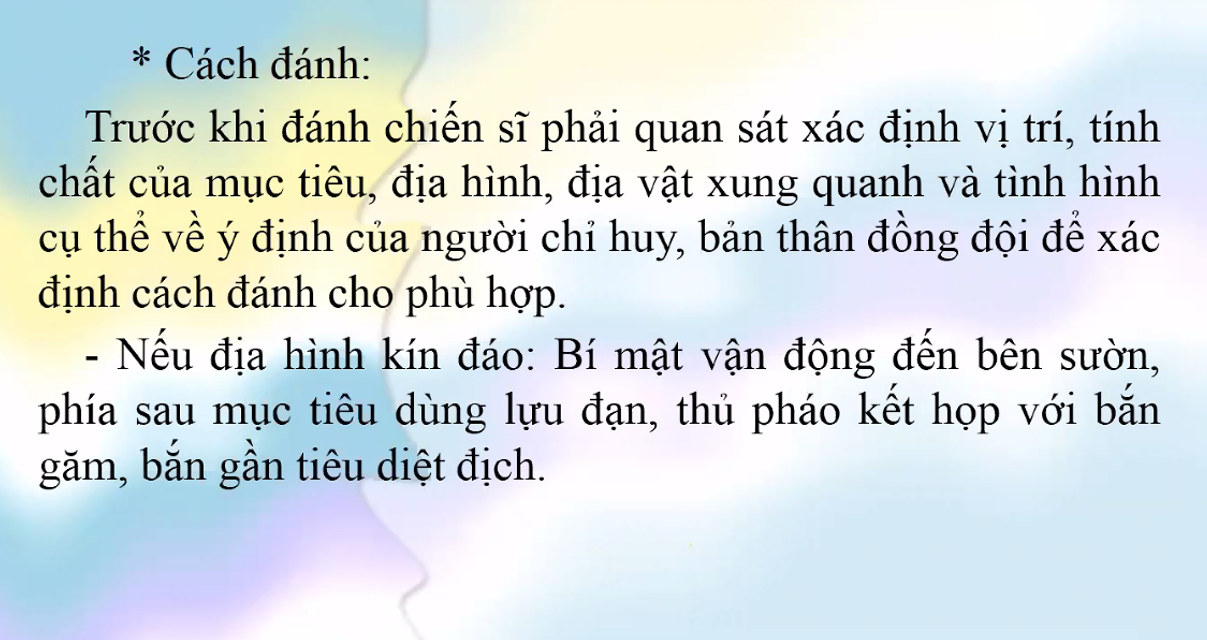 * Cách đánh:
Trước khi đánh chiến sĩ phải quan sát xác định vị trí, tính
chất của mục tiêu, địa hình, địa vật xung quanh và tình hình
cụ thể về ý định của người chỉ huy, bản thân đồng đội để xác
định cách đánh cho phù hợp.
- Nếu địa hình kín đáo: Bí mật vận động đến bên sườn,
phía sau mục tiêu dùng lựu đạn, thủ pháo kết họp với bắn
găm, bắn gần tiêu diệt địch.